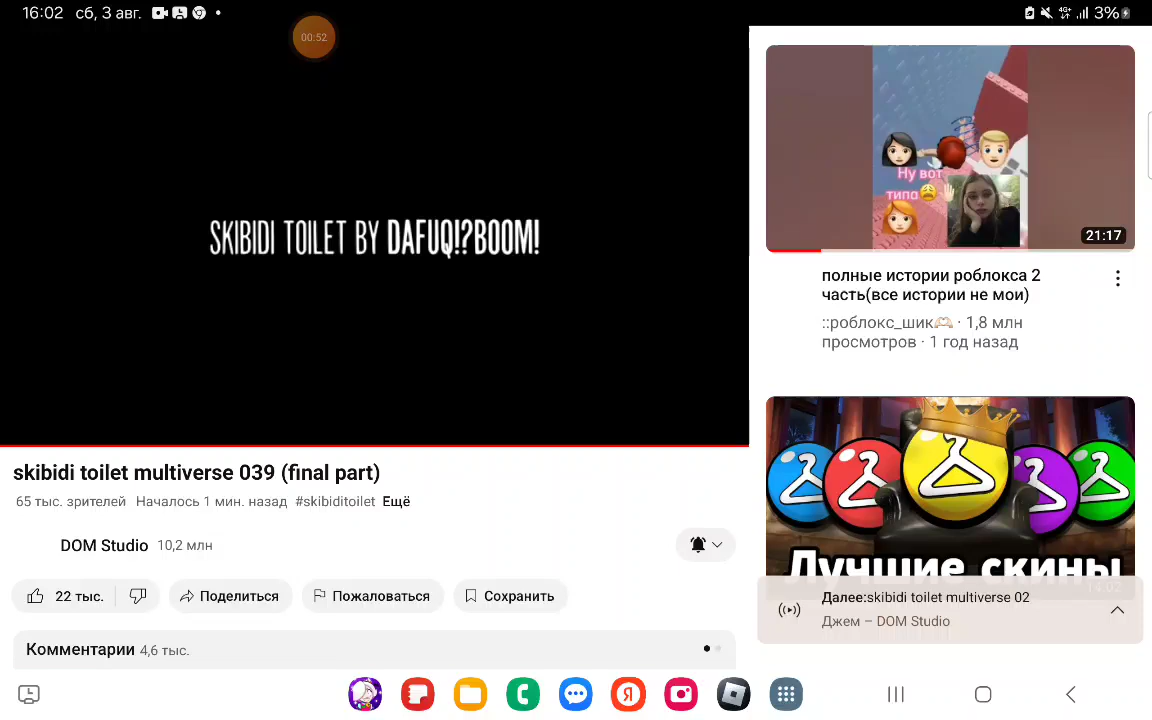 16:02 сб, 3 авг.
4G+ 3%
00:52
SKIBIDI TOILET BY DAFUQ!?BOOM!
skibidi toilet multiverse 039 (final part)
65 тыс. зрителей Началось 1 мин. назад #skibiditoilet Ещё
DOM Studio 10,2 млн
22 тыс.
Поделиться
Пожаловаться
Сохранить
Комментарии 4,6 тыс.
Ну вот
типа
21:17
полные истории роблокса 2
часть(все истории не мои)
::роблокс_шик🫶🏻 · 1,8 млн
просмотров · 1 год назад
Лучшие скины
Далее:skibidi toilet multiverse 02
Джем – DOM Studio
Я